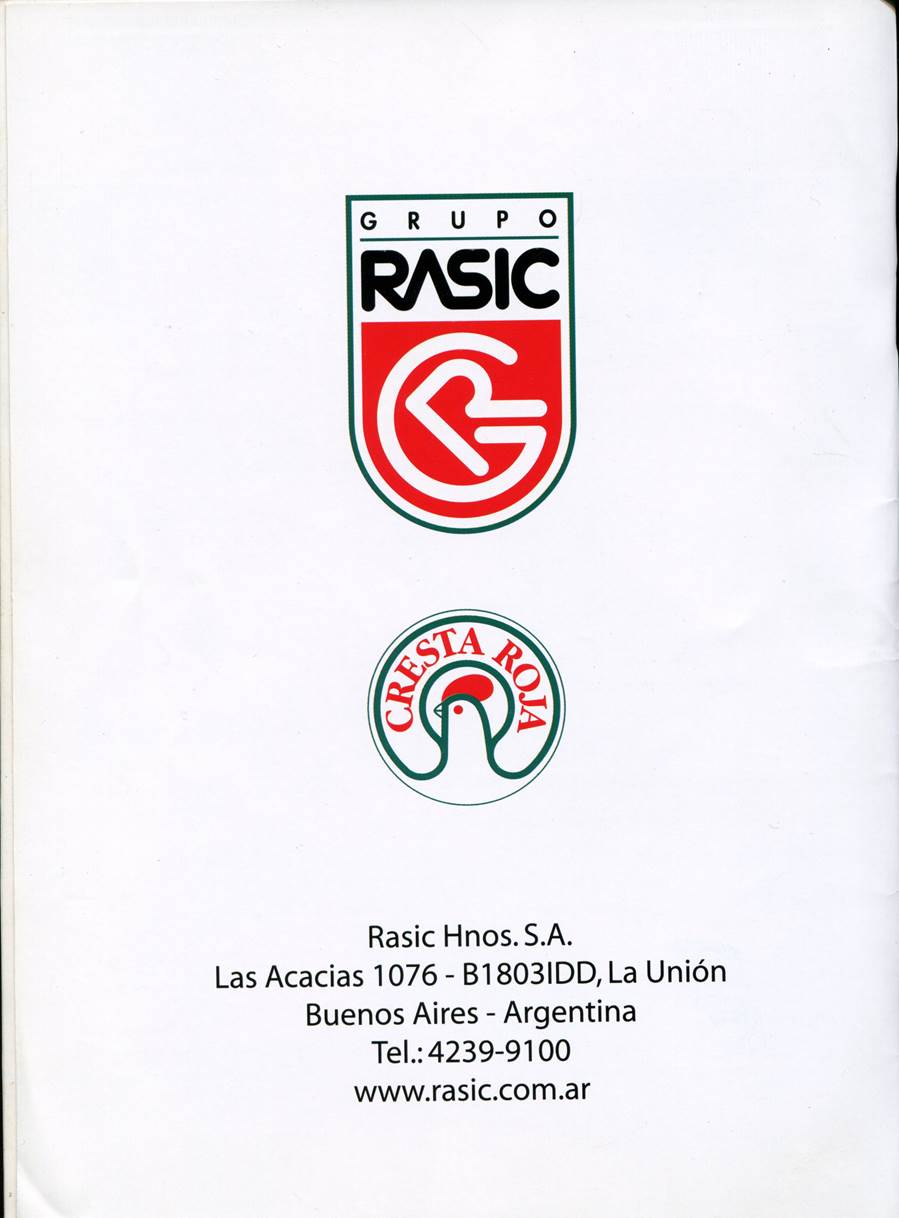 GRUPO
RASIC
CRESTA ROJA
Rasic Hnos. S.A.
Las Acacias 1076 - B1803IDD, La Unión
Buenos Aires - Argentina
Tel.: 4239-9100
www.rasic.com.ar